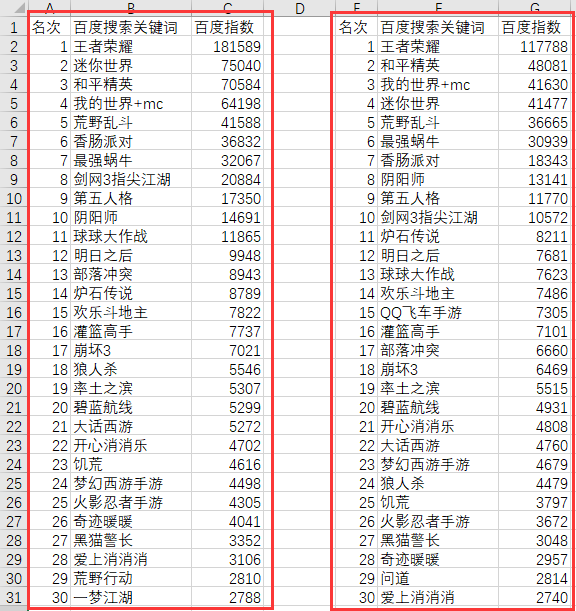 A B C D E F G
1 名次 百度搜索关键词 百度指数 名次 百度搜索关键词 百度指数
2 1 王者荣耀 181589 1 王者荣耀 117788
3 2 迷你世界 75040 2 和平精英 48081
4 3 和平精英 70584 3 我的世界+mc 41630
5 4 我的世界+mc 64198 4 迷你世界 41477
6 5 荒野乱斗 41588 5 荒野乱斗 36665
7 6 香肠派对 36832 6 最强蜗牛 30939
8 7 最强蜗牛 32067 7 香肠派对 18343
9 8 剑网3指尖江湖 20884 8 阴阳师 13141
10 9 第五人格 17350 9 第五人格 11770
11 10 阴阳师 14691 10 剑网3指尖江湖 10572
12 11 球球大作战 11865 11 炉石传说 8211
13 12 明日之后 9948 12 明日之后 7681
14 13 部落冲突 8943 13 球球大作战 7623
15 14 炉石传说 8789 14 欢乐斗地主 7486
16 15 欢乐斗地主 7822 15 QQ飞车手游 7305
17 16 灌篮高手 7737 16 灌篮高手 7101
18 17 崩坏3 7021 17 部落冲突 6660
19 18 狼人杀 5546 18 崩坏3 6469
20 19 率土之滨 5307 19 率土之滨 5515
21 20 碧蓝航线 5299 20 碧蓝航线 4931
22 21 大话西游 5272 21 开心消消乐 4808
23 22 开心消消乐 4702 22 大话西游 4760
24 23 饥荒 4616 23 梦幻西游手游 4679
25 24 梦幻西游手游 4498 24 狼人杀 4479
26 25 火影忍者手游 4305 25 饥荒 3797
27 26 奇迹暖暖 4041 26 火影忍者手游 3672
28 27 黑猫警长 3352 27 黑猫警长 3048
29 28 爱上消消消 3106 28 奇迹暖暖 2957
30 29 荒野行动 2810 29 问道 2814
31 30 一梦江湖 2788 30 爱上消消消 2740